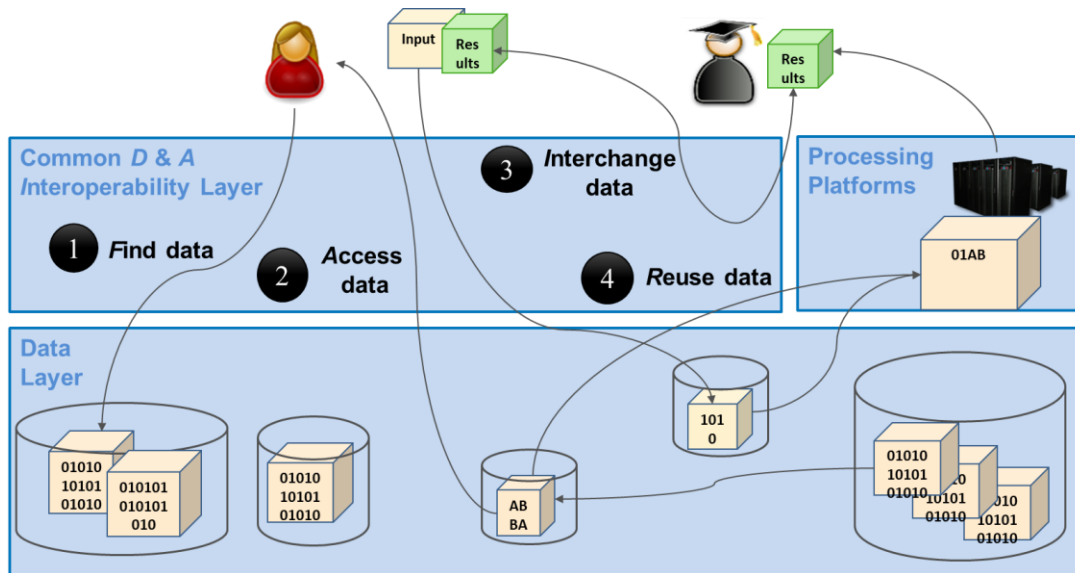 Input
Res
ults
Res
ults
Common D & A
Interoperability Layer
3
Interchange
data
Processing
Platforms
1
Find data
2
Access
data
4
Reuse data
01AB
Data
Layer
01010
10101
01010
010101
010101
010
01010
10101
01010
AB
BA
101
0
01010
10101
01010
10101
01010
10101
01010